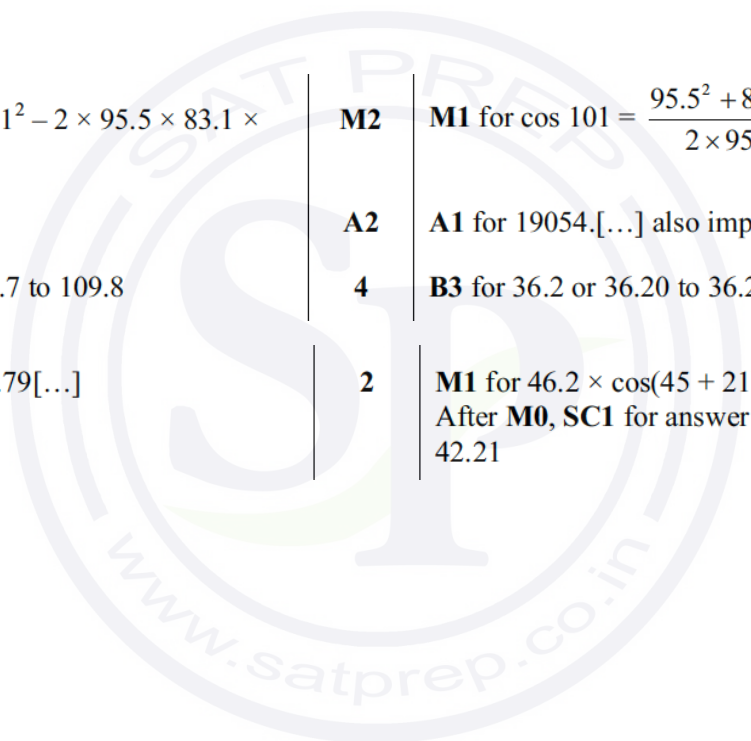 1² – 2 × 95.5 × 83.1 × M2 M1 for cos 101 = (95.5² + 8)/(2 × 95
A2 A1 for 19054.[…] also imp
.7 to 109.8 4 B3 for 36.2 or 36.20 to 36.2
.79[…] 2 M1 for 46.2 × cos(45 + 21
After M0, SC1 for answer
42.21
SAT PREP
SP
www.satprep.co.in